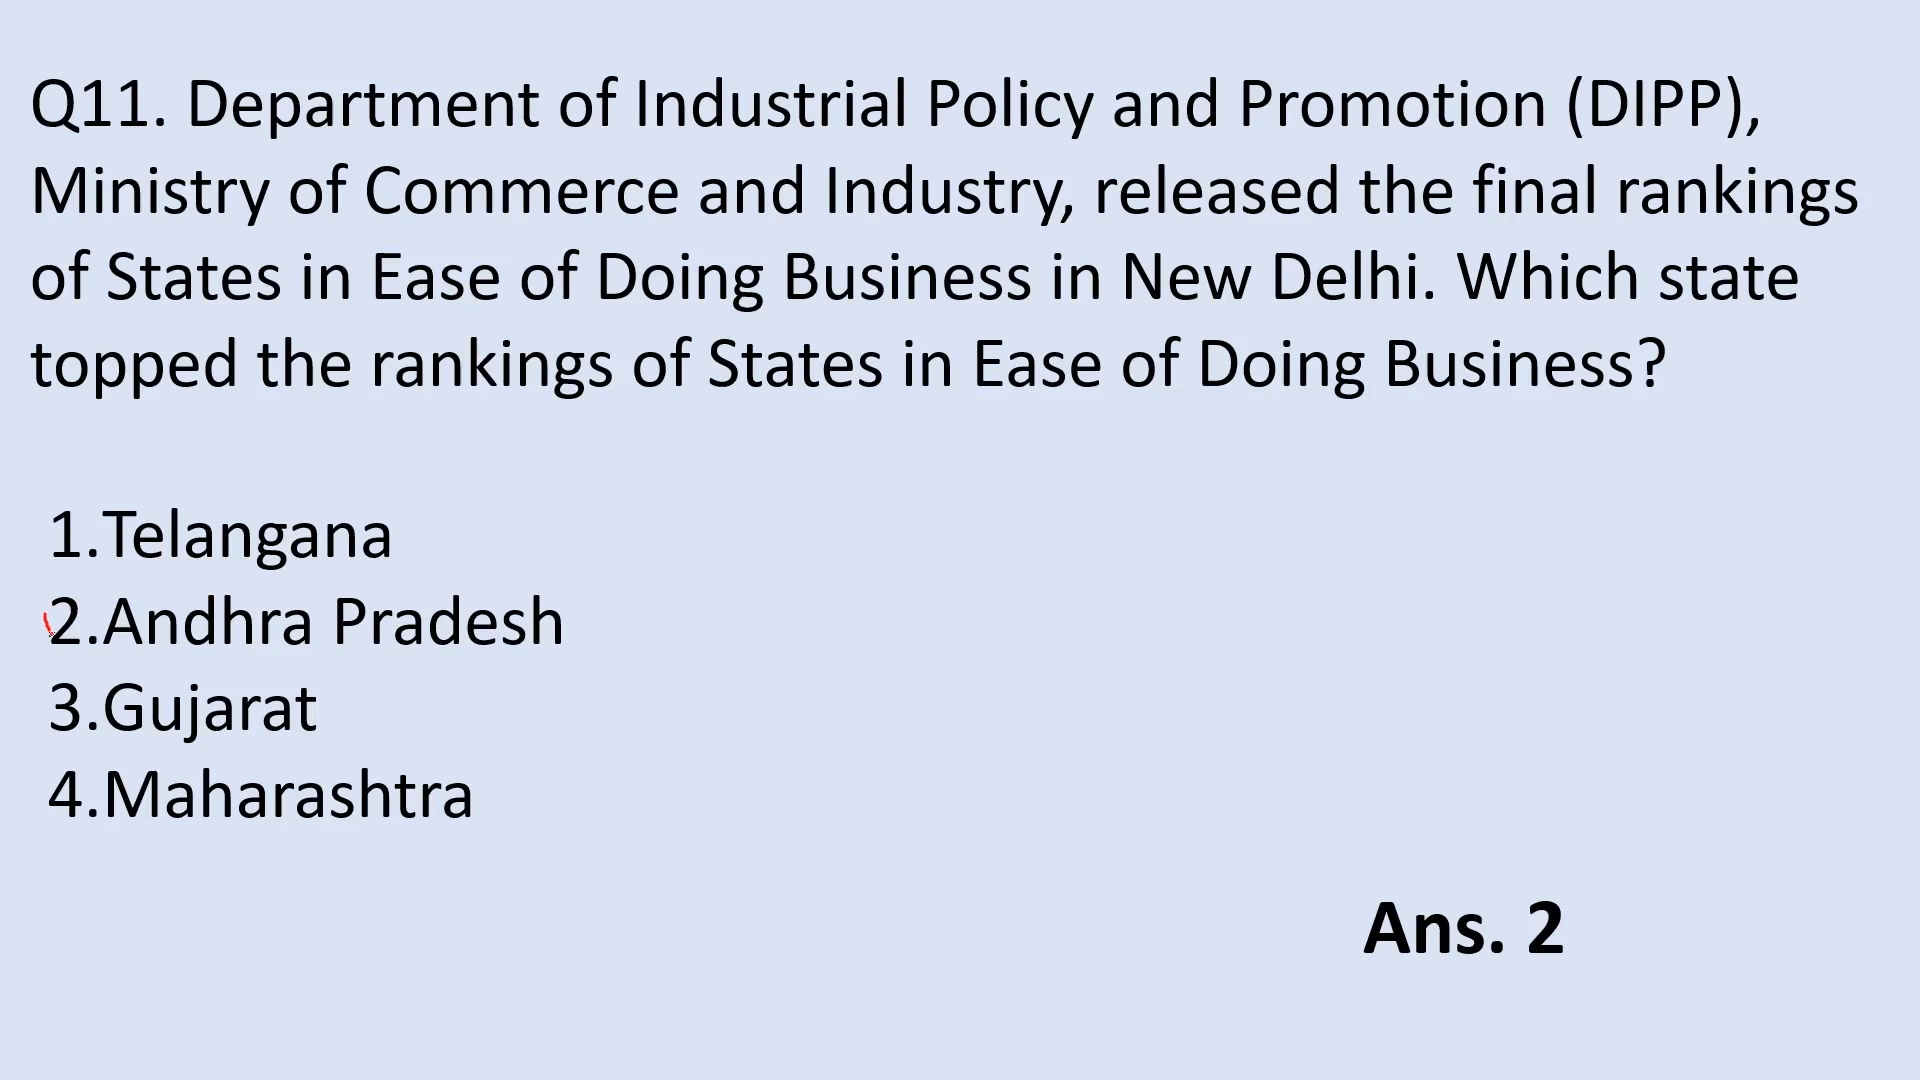 Q11. Department of Industrial Policy and Promotion (DIPP),
Ministry of Commerce and Industry, released the final rankings
of States in Ease of Doing Business in New Delhi. Which state
topped the rankings of States in Ease of Doing Business?
1.Telangana
2.Andhra Pradesh
3.Gujarat
4.Maharashtra
Ans. 2